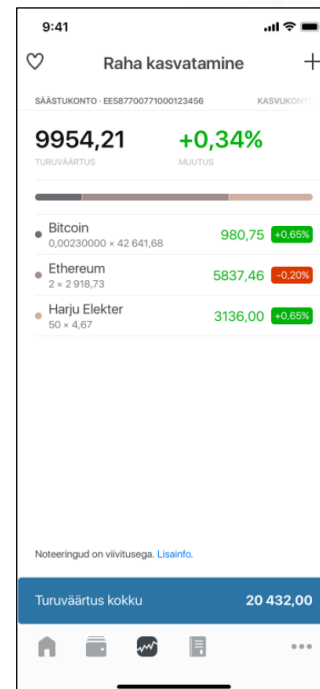 9:41
Raha kasvatamine
SÄÄSTUKONTO · EE587700771000123456 KASVUKONT
9954,21 +0,34%
TURUVÄÄRTUS MUUTUS
Bitcoin 980,75 +0,65%
0,00230000 × 42 641,68
Ethereum 5837,46 -0,20%
2 × 2 918,73
Harju Elekter 3136,00 +0,65%
50 × 4,67
Noteeringud on viivitusega. Lisainfo.
Turuväärtus kokku 20 432,00